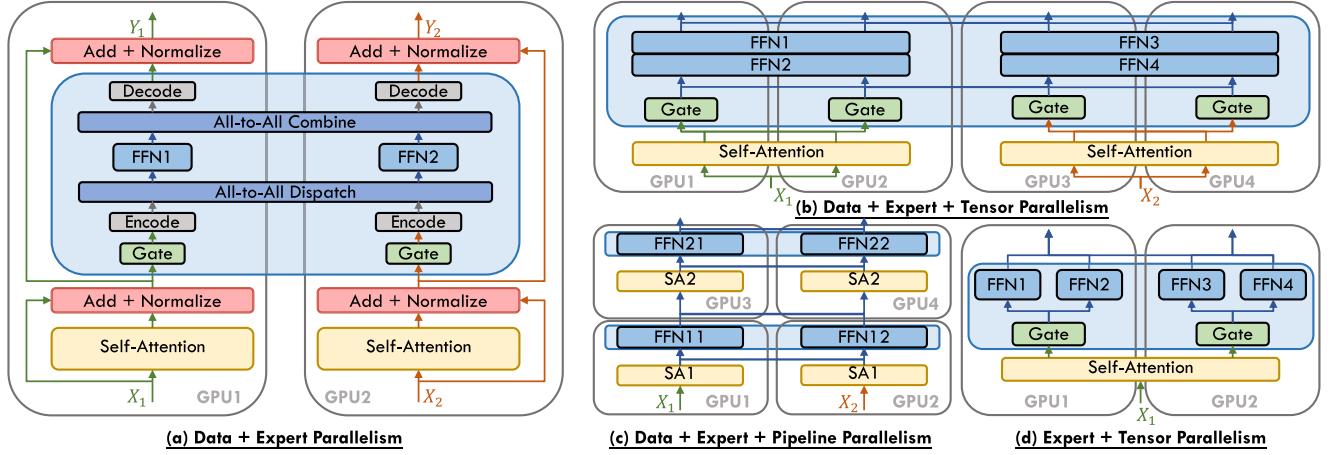 Y1
Y2
Add + Normalize
Add + Normalize
Decode
Decode
All-to-All Combine
FFN1
FFN2
All-to-All Dispatch
Encode
Encode
Gate
Gate
Add + Normalize
Add + Normalize
Self-Attention
Self-Attention
X1
GPU1
GPU2
X2
(a) Data + Expert Parallelism
FFN1
FFN2
FFN3
FFN4
Gate
Gate
Gate
Gate
Self-Attention
Self-Attention
GPU1
GPU2
GPU3
GPU4
X1
X2
(b) Data + Expert + Tensor Parallelism
FFN21
FFN22
SA2
SA2
GPU3
GPU4
FFN11
FFN12
SA1
SA1
X1
GPU1
X2
GPU2
(c) Data + Expert + Pipeline Parallelism
FFN1
FFN2
FFN3
FFN4
Gate
Gate
Self-Attention
GPU1
GPU2
X1
(d) Expert + Tensor Parallelism